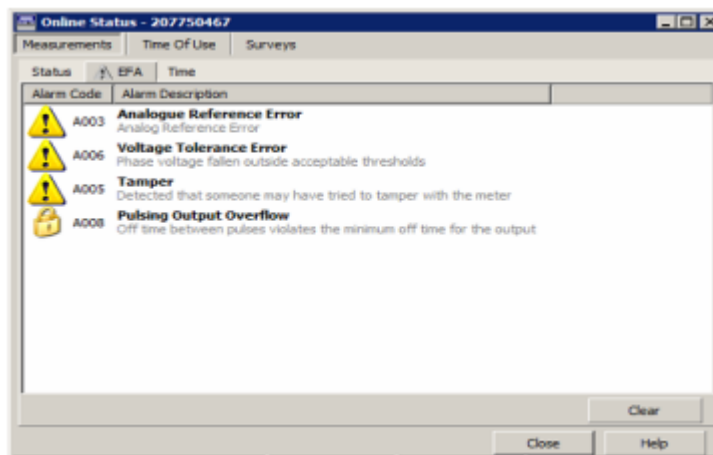 Online Status - 207750467
Measurements Time Of Use Surveys
Status EFA Time
Alarm Code Alarm Description
A003 Analogue Reference Error
Analog Reference Error
A006 Voltage Tolerance Error
Phase voltage fallen outside acceptable thresholds
A005 Tamper
Detected that someone may have tried to tamper with the meter
A008 Pulsing Output Overflow
Off time between pulses violates the minimum off time for the output
Clear
Close Help